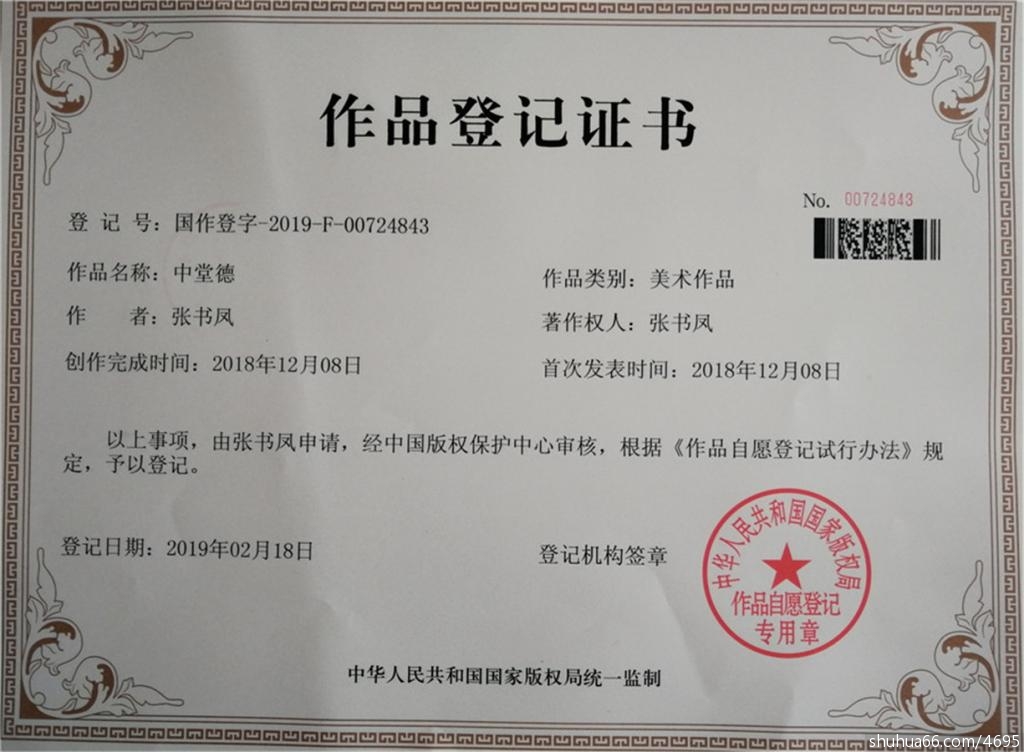 作品登记证书
No. 00724843
登 记 号：国作登字-2019-F-00724843
作品名称：中堂德
作品类别：美术作品
作 者：张书凤
著作权人：张书凤
创作完成时间：2018年12月08日
首次发表时间：2018年12月08日
以上事项，由张书凤申请，经中国版权保护中心审核，根据《作品自愿登记试行办法》规
定，予以登记。
登记日期：2019年02月18日
登记机构签章
中华人民共和国国家版权局
作品自愿登记
专用章
中华人民共和国国家版权局统一监制
shuhua66.com/4695